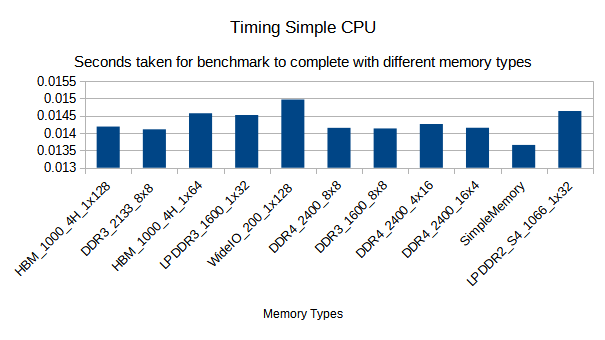 Timing Simple CPU
Seconds taken for benchmark to complete with different memory types
0.0155
0.015
0.0145
0.014
0.0135
0.013
HBM_1000_4H_1x128
DDR3_2133_8x8
HBM_1000_4H_1x64
LPDDR3_1600_1x32
WideIO_200_1x128
DDR4_2400_8x8
DDR3_1600_8x8
DDR4_2400_4x16
DDR4_2400_16x4
SimpleMemory
LPDDR2_S4_1066_1x32
Memory Types